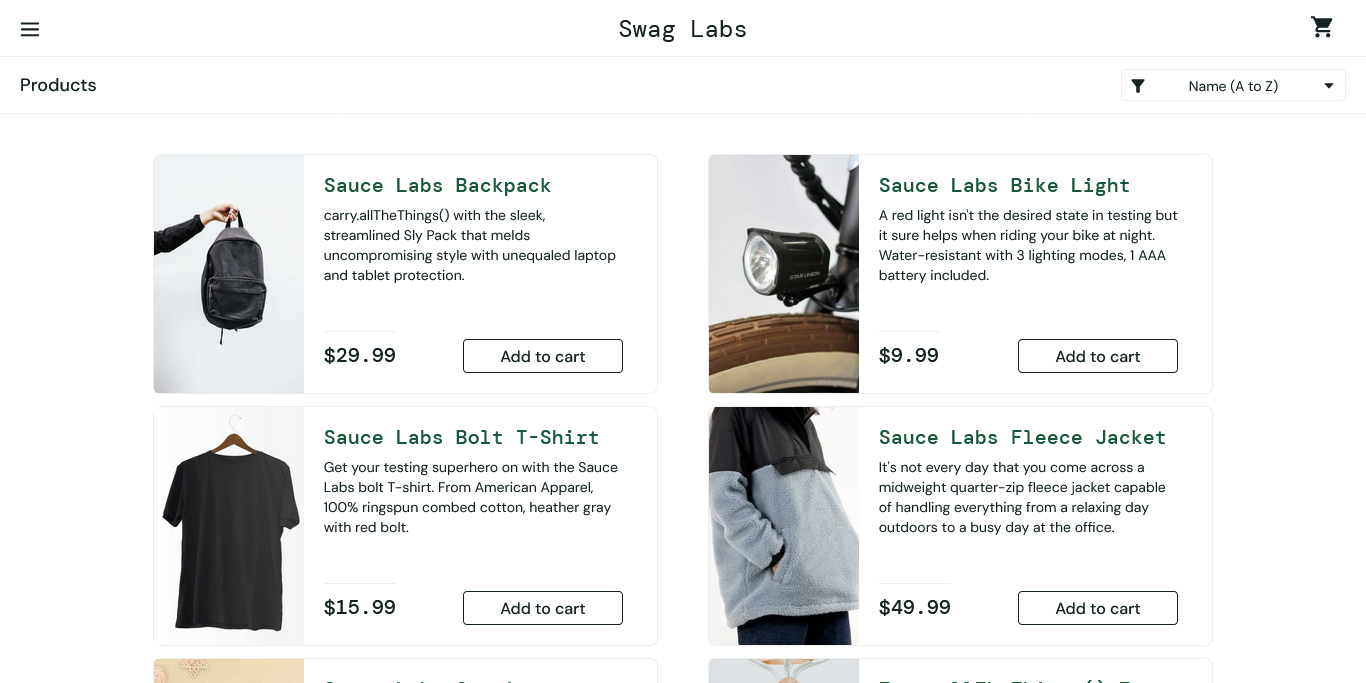 Swag Labs
Products
Name (A to Z)
Sauce Labs Backpack
carry.allTheThings() with the sleek,
streamlined Sly Pack that melds
uncompromising style with unequaled laptop
and tablet protection.
$29.99
Add to cart
Sauce Labs Bike Light
A red light isn't the desired state in testing but
it sure helps when riding your bike at night.
Water-resistant with 3 lighting modes, 1 AAA
battery included.
STAR UNION
$9.99
Add to cart
Sauce Labs Bolt T-Shirt
Get your testing superhero on with the Sauce
Labs bolt T-shirt. From American Apparel,
100% ringspun combed cotton, heather gray
with red bolt.
$15.99
Add to cart
Sauce Labs Fleece Jacket
It's not every day that you come across a
midweight quarter-zip fleece jacket capable
of handling everything from a relaxing day
outdoors to a busy day at the office.
$49.99
Add to cart